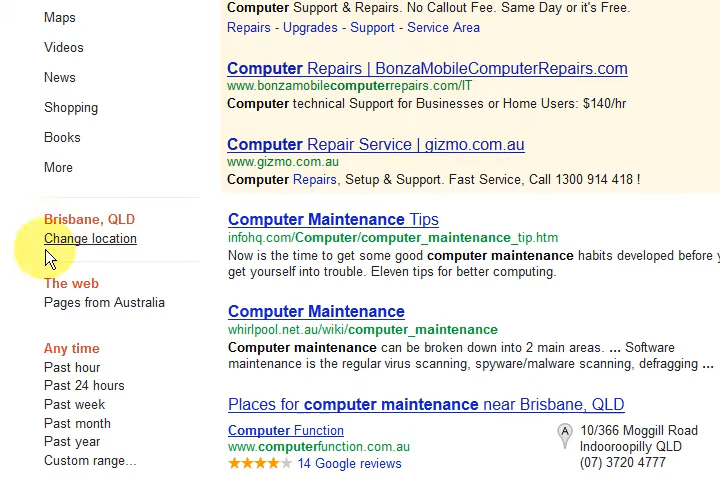 Maps
Videos
News
Shopping
Books
More
Brisbane, QLD
Change location
The web
Pages from Australia
Any time
Past hour
Past 24 hours
Past week
Past month
Past year
Custom range...
Computer Support & Repairs. No Callout Fee. Same Day or it's Free.
Repairs - Upgrades - Support - Service Area
Computer Repairs | BonzaMobileComputerRepairs.com
www.bonzamobilecomputerrepairs.com/IT
Computer technical Support for Businesses or Home Users: $140/hr
Computer Repair Service | gizmo.com.au
www.gizmo.com.au
Computer Repairs, Setup & Support. Fast Service, Call 1300 914 418 !
Computer Maintenance Tips
infohq.com/Computer/computer_maintenance_tip.htm
Now is the time to get some good computer maintenance habits developed before y
get yourself into trouble. Eleven tips for better computing.
Computer Maintenance
whirlpool.net.au/wiki/computer_maintenance
Computer maintenance can be broken down into 2 main areas. ... Software
maintenance is the regular virus scanning, spyware/malware scanning, defragging ...
Places for computer maintenance near Brisbane, QLD
Computer Function
www.computerfunction.com.au
14 Google reviews
A
10/366 Moggill Road
Indooroopilly QLD
(07) 3720 4777